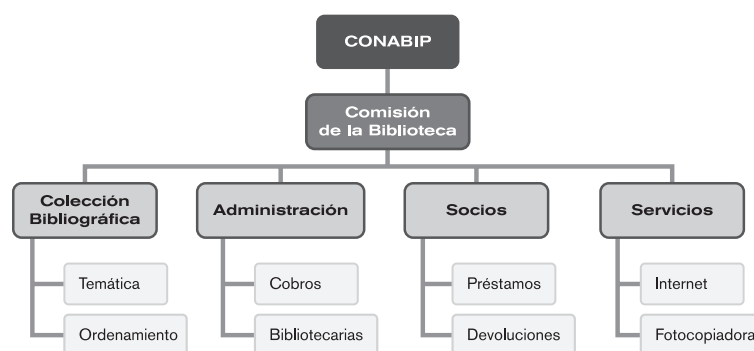 CONABIP
Comisión
de la Biblioteca
Colección
Bibliográfica
Administración
Socios
Servicios
Temática
Cobros
Préstamos
Internet
Ordenamiento
Bibliotecarias
Devoluciones
Fotocopiadora